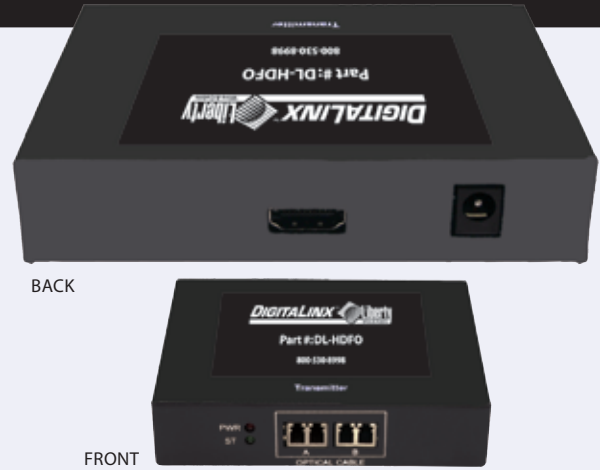 Transmitter
800-530-8998
Part #:DL-HDFO
DIGITALINX™ Liberty
BACK
DIGITALINX Liberty
Part #:DL-HDFO
800-530-8998
Transmitter
PWR
ST
A B
OPTICAL CABLE
FRONT